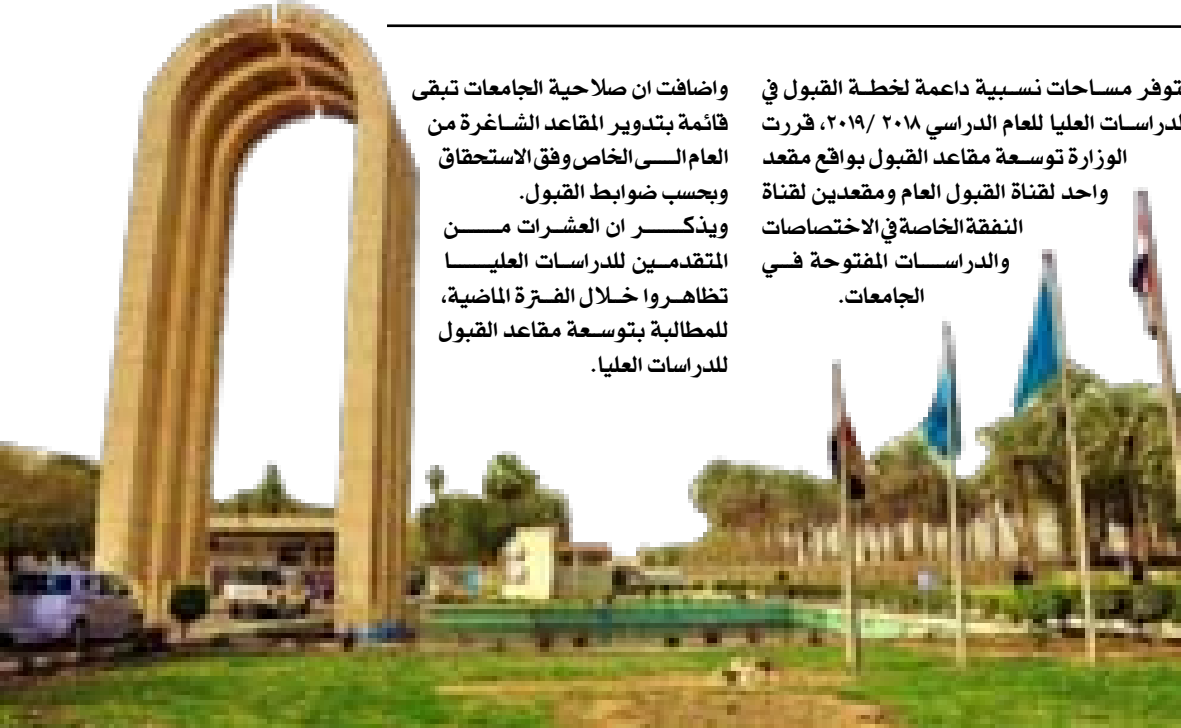 توفر مساحات نسبية داعمة لخطة القبول في
لدراسات العليا للعام الدراسي ٢٠١٨ /٢٠١٩، قررت
الوزارة توسعة مقاعد القبول بواقع مقعد
واحد لقناة القبول العام ومقعدين لقناة
النفقة الخاصة في الاختصاصات
والدراسات المفتوحة في
الجامعات.
واضافت ان صلاحية الجامعات تبقى
قائمة بتدوير المقاعد الشاغرة من
العام الى الخاص وفق الاستحقاق
وبحسب ضوابط القبول.
ويذكر ان العشرات من
المتقدمين للدراسات العليا
تظاهروا خلال الفترة الماضية،
للمطالبة بتوسعة مقاعد القبول
للدراسات العليا.